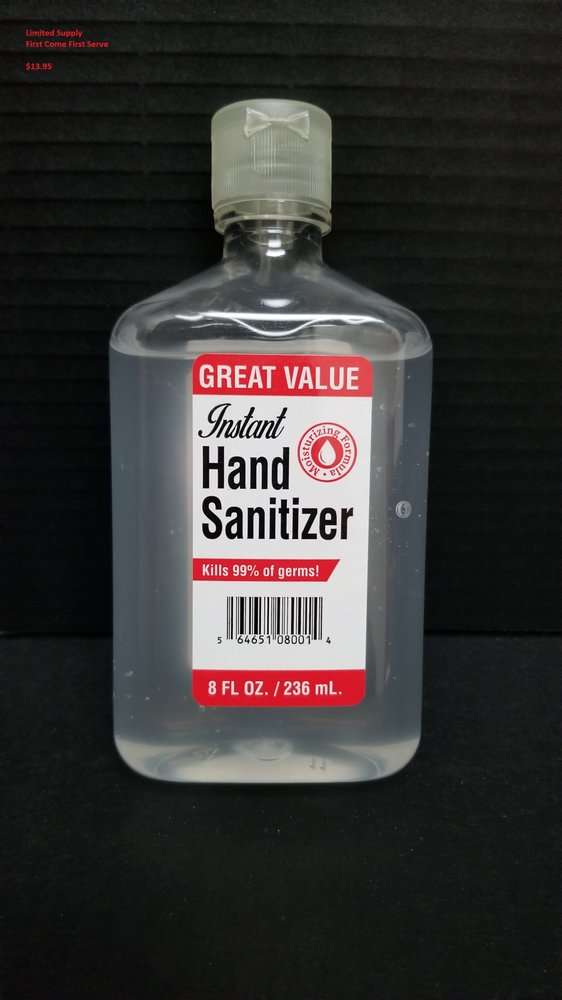 Limited Supply
First Come First Serve
$13.95
GREAT VALUE
Instant
Moisturizing Formula •
Hand
Sanitizer
Kills 99% of germs!
5 64651 08001 4
8 FL OZ. / 236 mL.